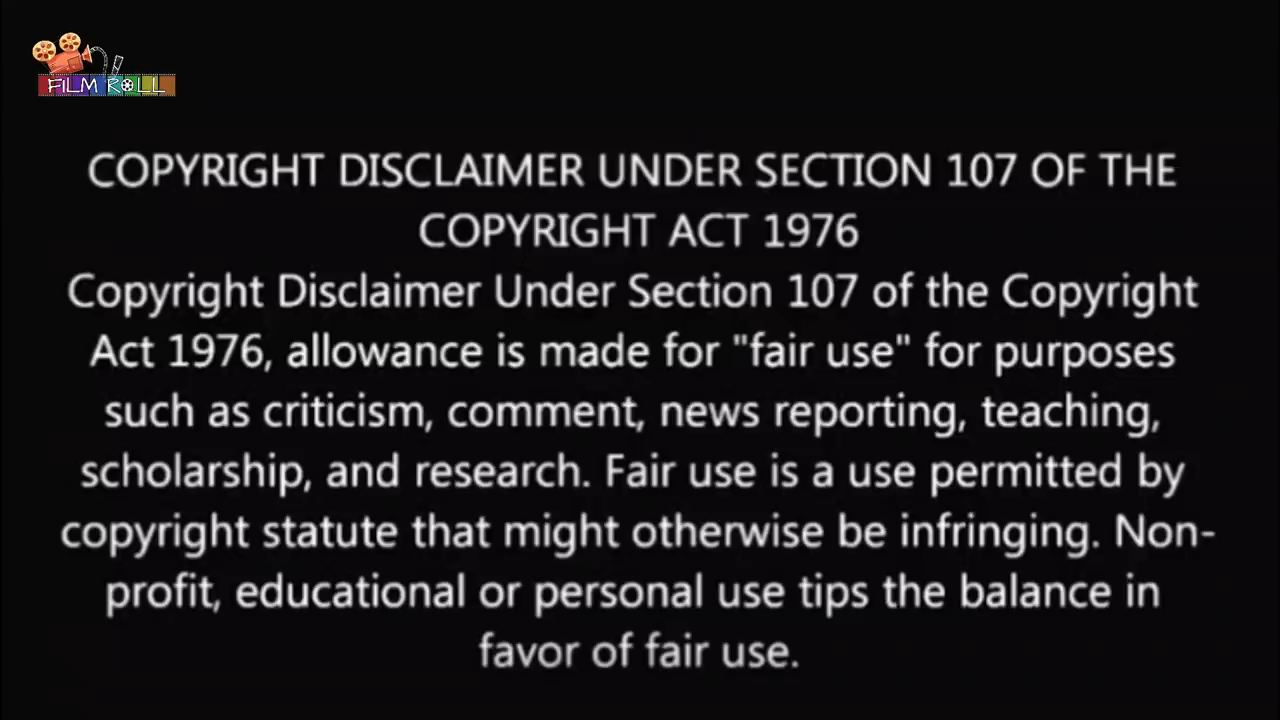 FILM ROLL
COPYRIGHT DISCLAIMER UNDER SECTION 107 OF THE
COPYRIGHT ACT 1976
Copyright Disclaimer Under Section 107 of the Copyright
Act 1976, allowance is made for "fair use" for purposes
such as criticism, comment, news reporting, teaching,
scholarship, and research. Fair use is a use permitted by
copyright statute that might otherwise be infringing. Non-
profit, educational or personal use tips the balance in
favor of fair use.